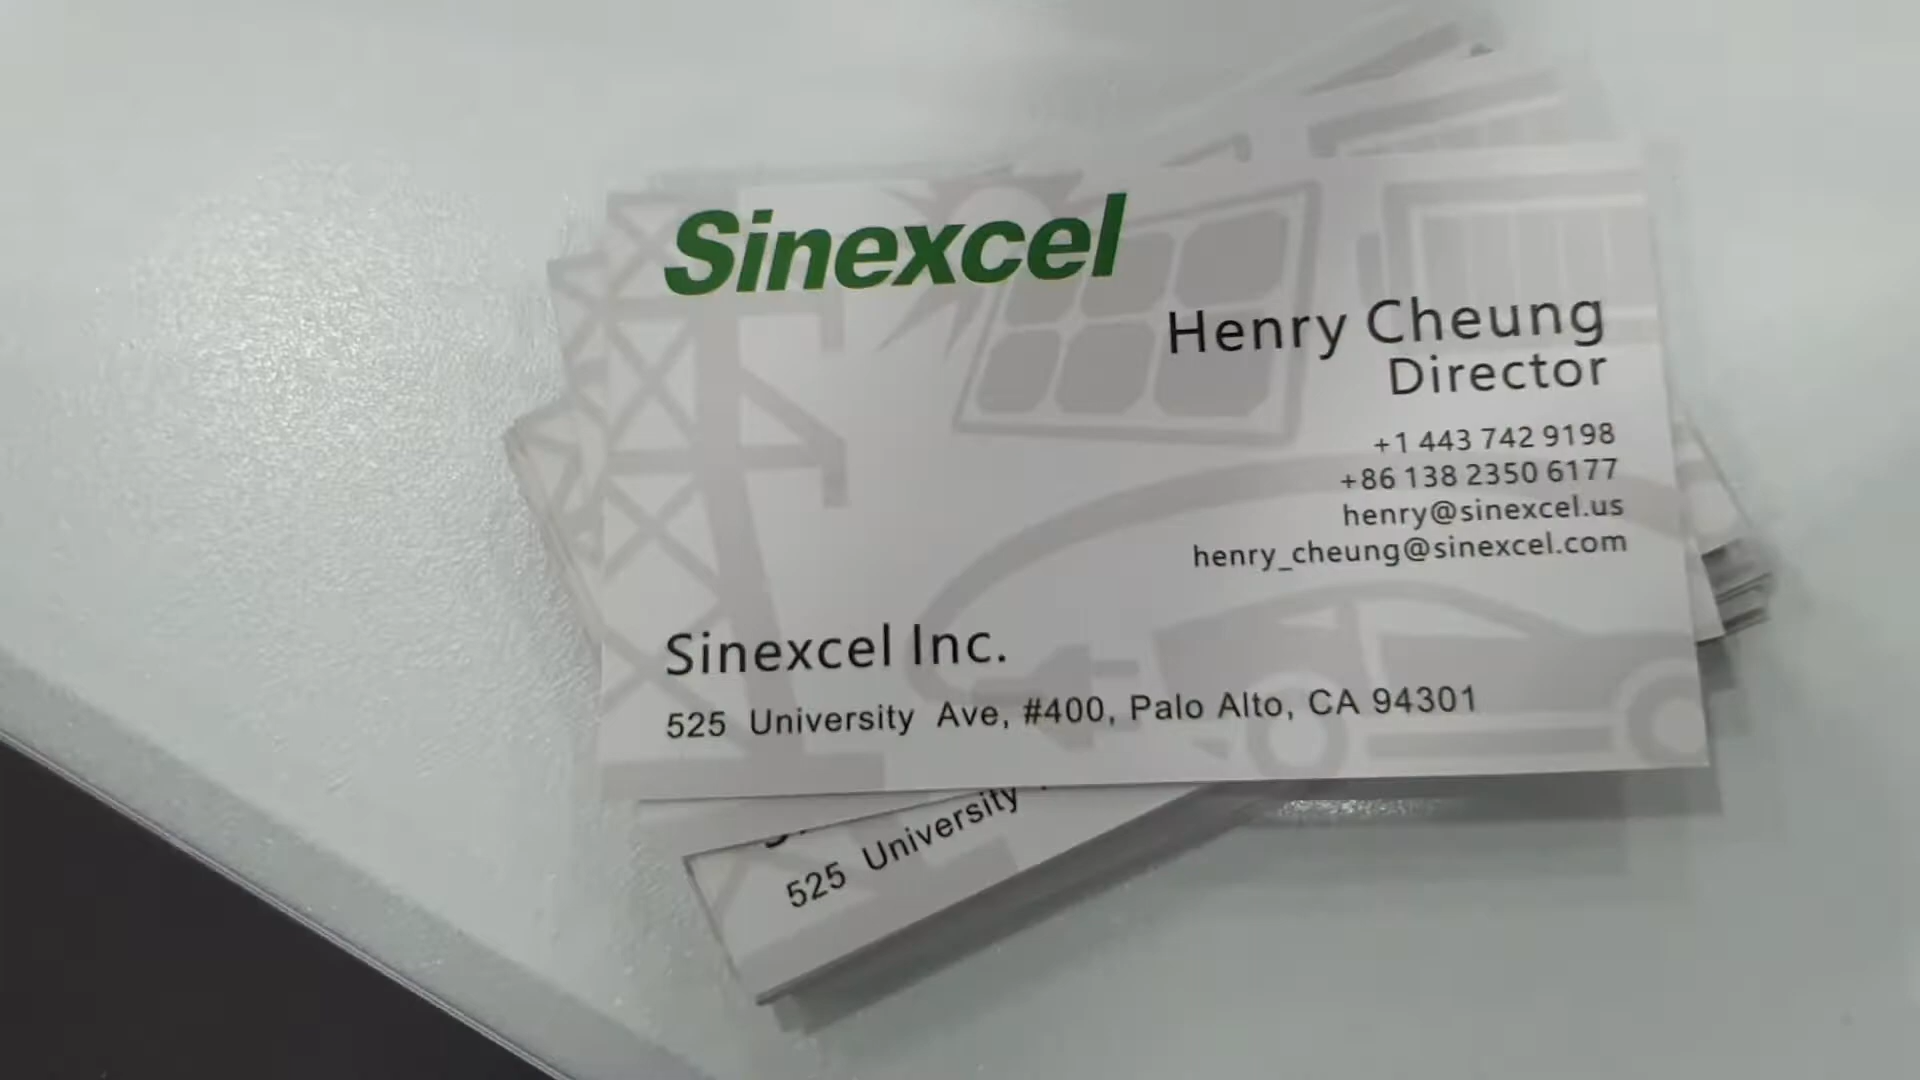 Sinexcel
Henry Cheung
Director
+1 443 742 9198
+86 138 2350 6177
henry@sinexcel.us
henry_cheung@sinexcel.com
Sinexcel Inc.
525 University Ave, #400, Palo Alto, CA 94301
525 University